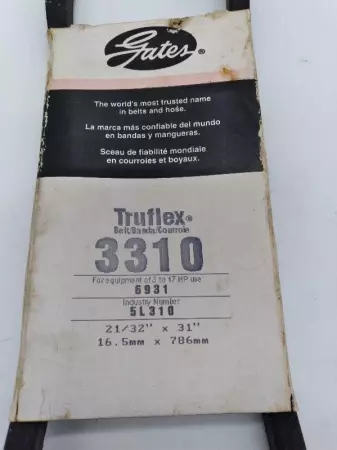 Gates®
The world's most trusted name
in belts and hose.
La marca más confiable del mundo
en bandas y mangueras.
Sceau de fiabilité mondiale
en courroies et boyaux.
Truflex®
Belt/Banda/Courroie
3310
For equipment of 3 to 17 HP use
6931
Industry Number
5L310
21/32" x 31"
16.5mm x 786mm